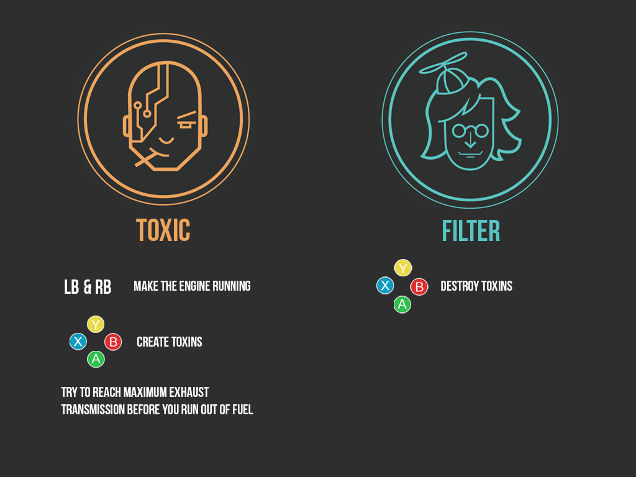 TOXIC
LB & RB
MAKE THE ENGINE RUNNING
Y
X B
A
CREATE TOXINS
TRY TO REACH MAXIMUM EXHAUST
TRANSMISSION BEFORE YOU RUN OUT OF FUEL
FILTER
Y
X B
A
DESTROY TOXINS